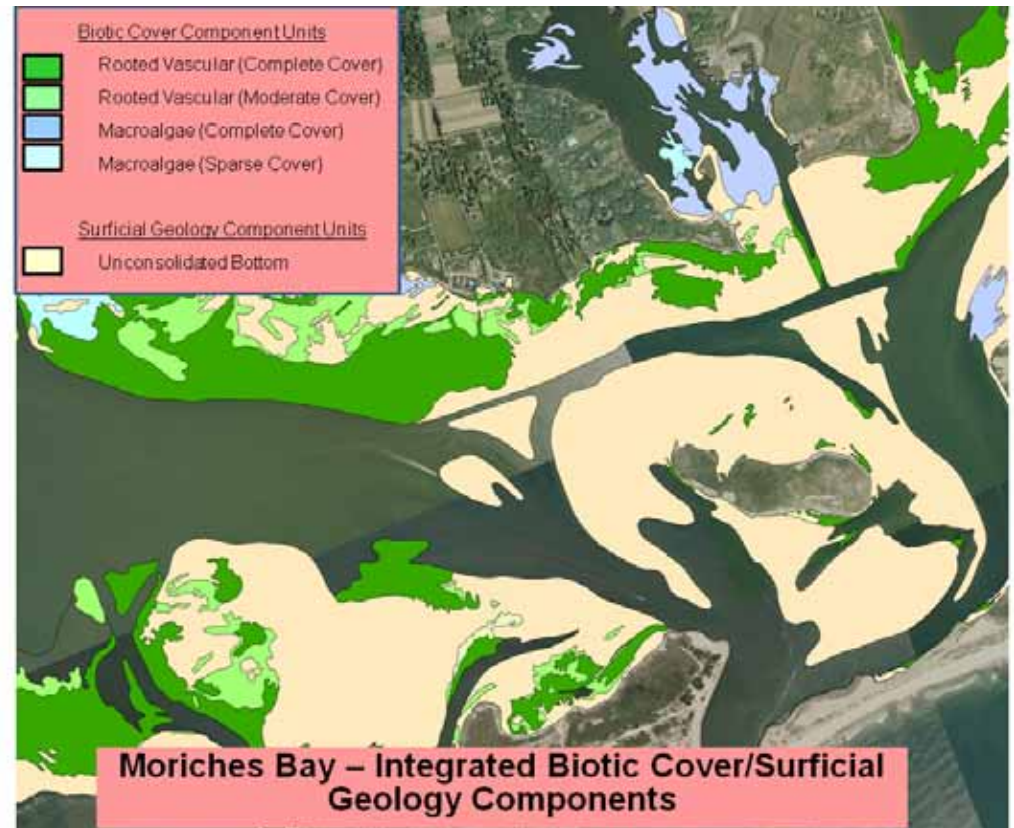 Biotic Cover Component Units
Rooted Vascular (Complete Cover)
Rooted Vascular (Moderate Cover)
Macroalgae (Complete Cover)
Macroalgae (Sparse Cover)
Surficial Geology Component Units
Unconsolidated Bottom
Moriches Bay – Integrated Biotic Cover/Surficial
Geology Components